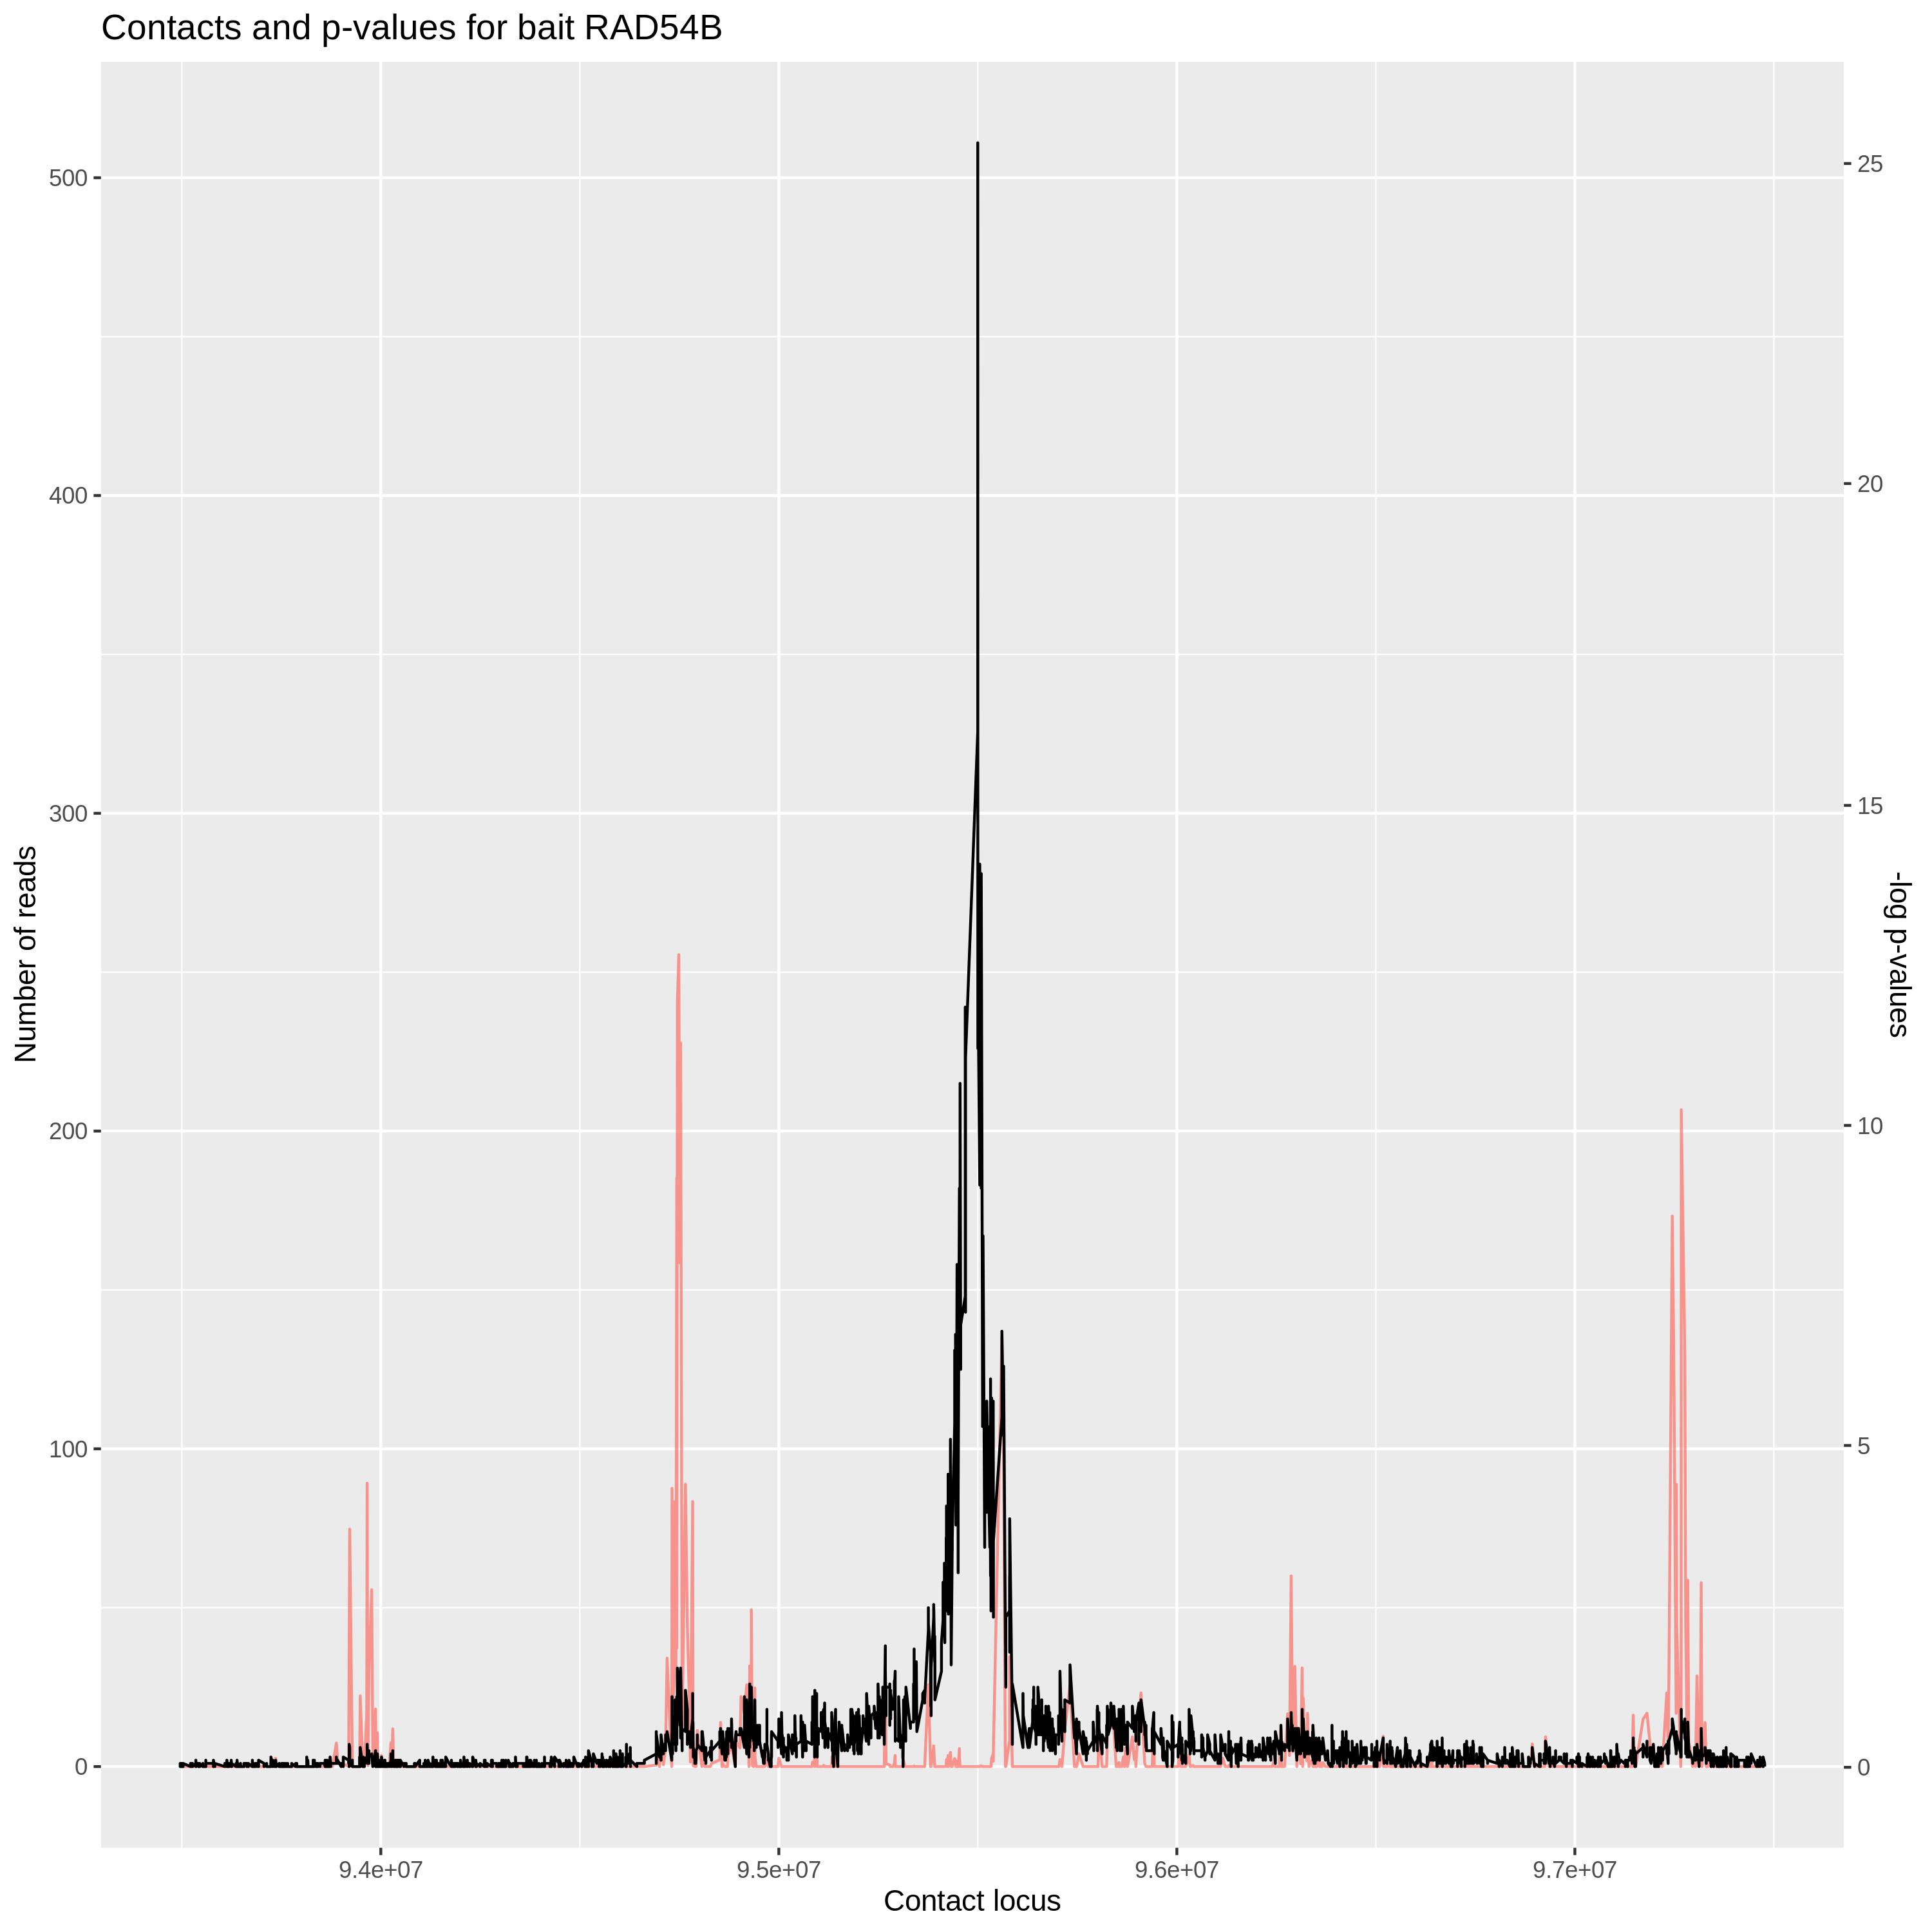 Contacts and p-values for bait RAD54B
500
400
300
200
100
0
25
20
15
10
5
0
Number of reads
-log p-values
9.4e+07 9.5e+07 9.6e+07 9.7e+07
Contact locus